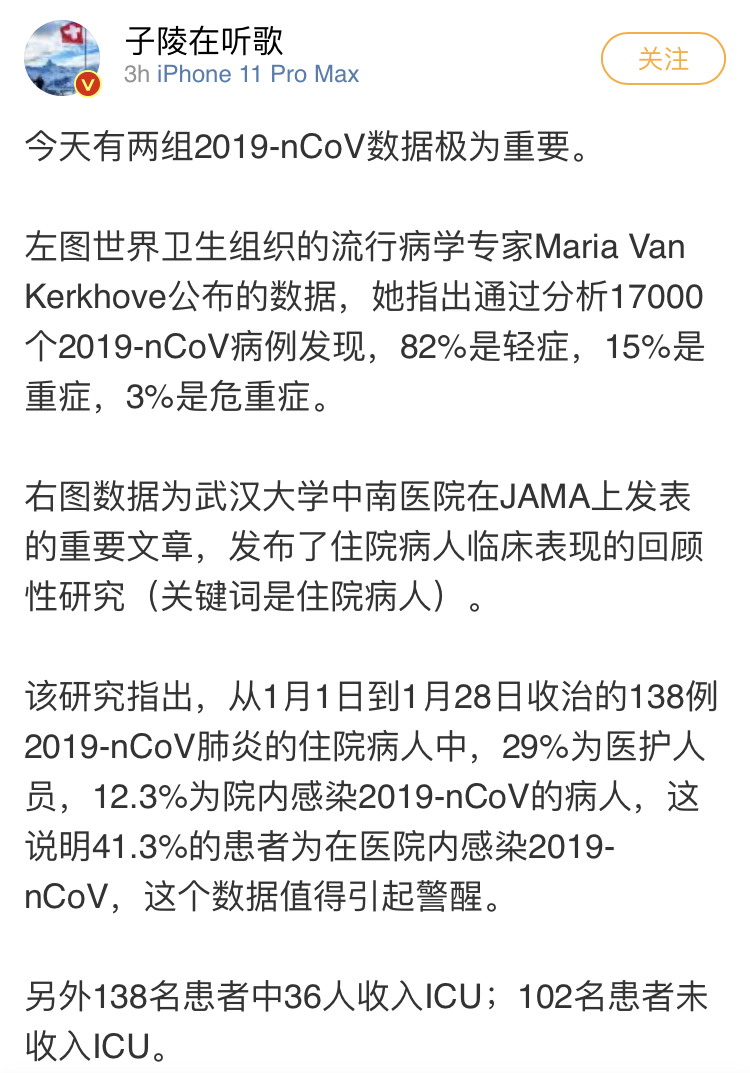 子陵在听歌
3h iPhone 11 Pro Max
关注
V
今天有两组2019-nCoV数据极为重要。
左图世界卫生组织的流行病学专家Maria Van
Kerkhove公布的数据，她指出通过分析17000
个2019-nCoV病例发现，82%是轻症，15%是
重症，3%是危重症。
右图数据为武汉大学中南医院在JAMA上发表
的重要文章，发布了住院病人临床表现的回顾
性研究（关键词是住院病人）。
该研究指出，从1月1日到1月28日收治的138例
2019-nCoV肺炎的住院病人中，29%为医护人
员，12.3%为院内感染2019-nCoV的病人，这
说明41.3%的患者为在医院内感染2019-
nCoV，这个数据值得引起警醒。
另外138名患者中36人收入ICU；102名患者未
收入ICU。